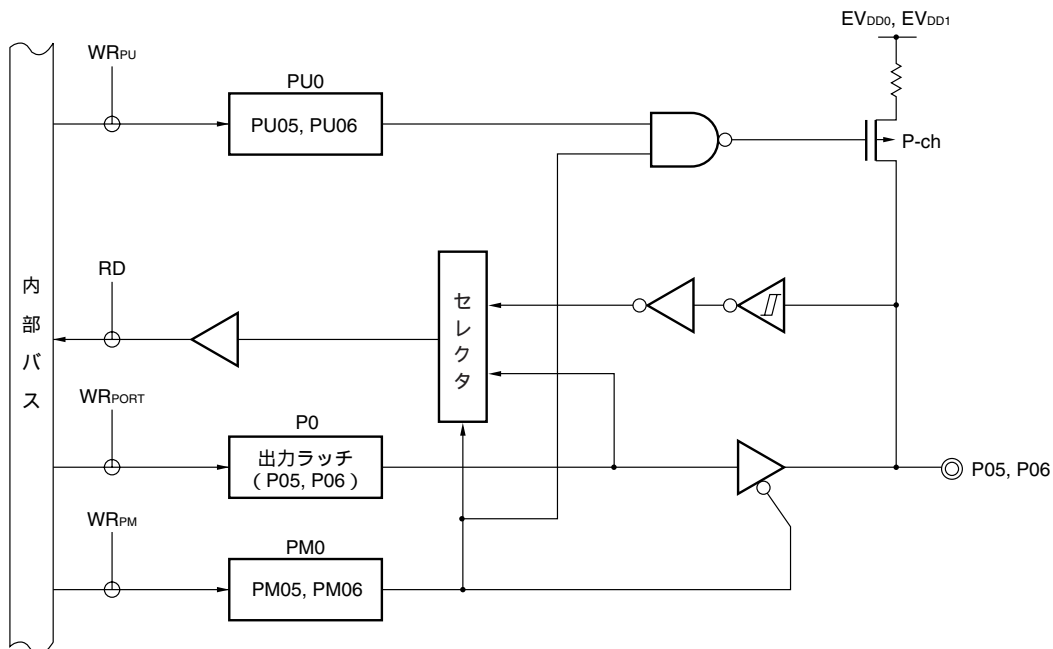 EVDD0, EVDD1
WRPU
PU0
PU05, PU06
P-ch
内部バス
RD
セレクタ
WRPORT
P0
出力ラッチ
( P05, P06 )
P05, P06
WRPM
PM0
PM05, PM06